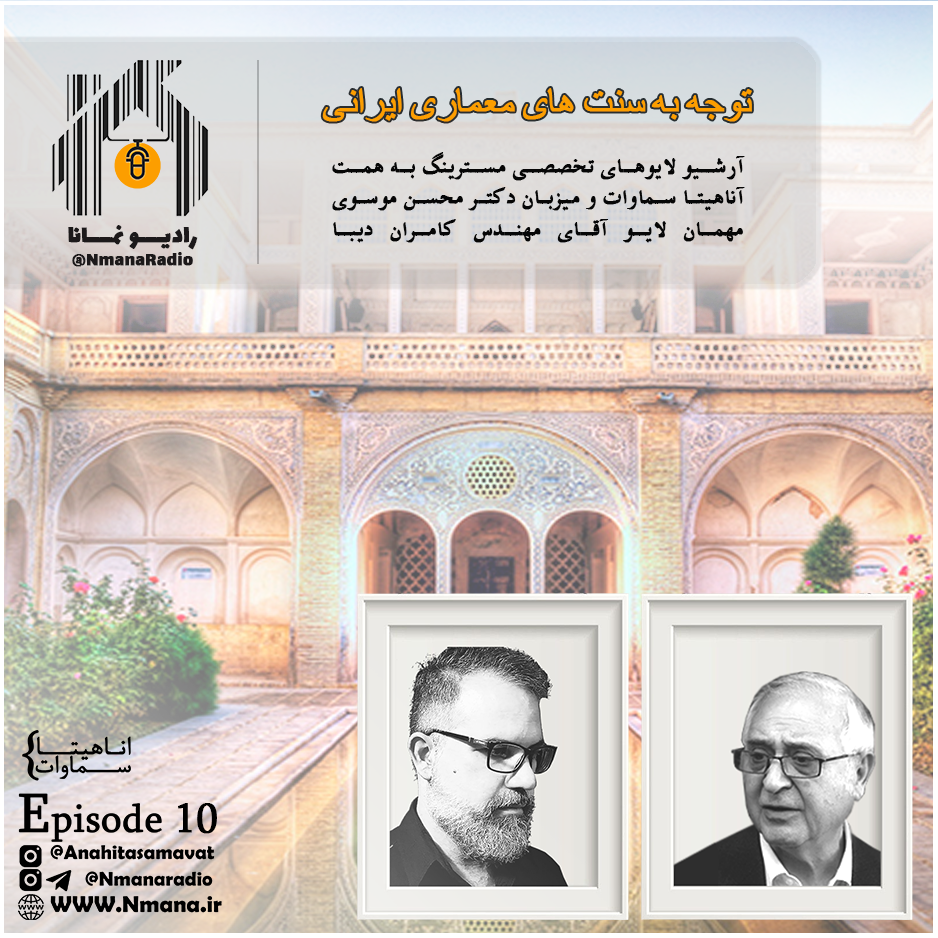 توجه به سنت های معماری ایرانی
آرشیو لایوهای تخصصی مسترینگ به همت
آناهیتا سماوات و میزبان دکتر محسن موسوی
مهمان لایو آقای مهندس کامران دیبا
رادیو نمانا
@NmanaRadio
اناهیتا
سماوات
Episode 10
@Anahitasamavat
@Nmanaradio
www.Nmana.ir